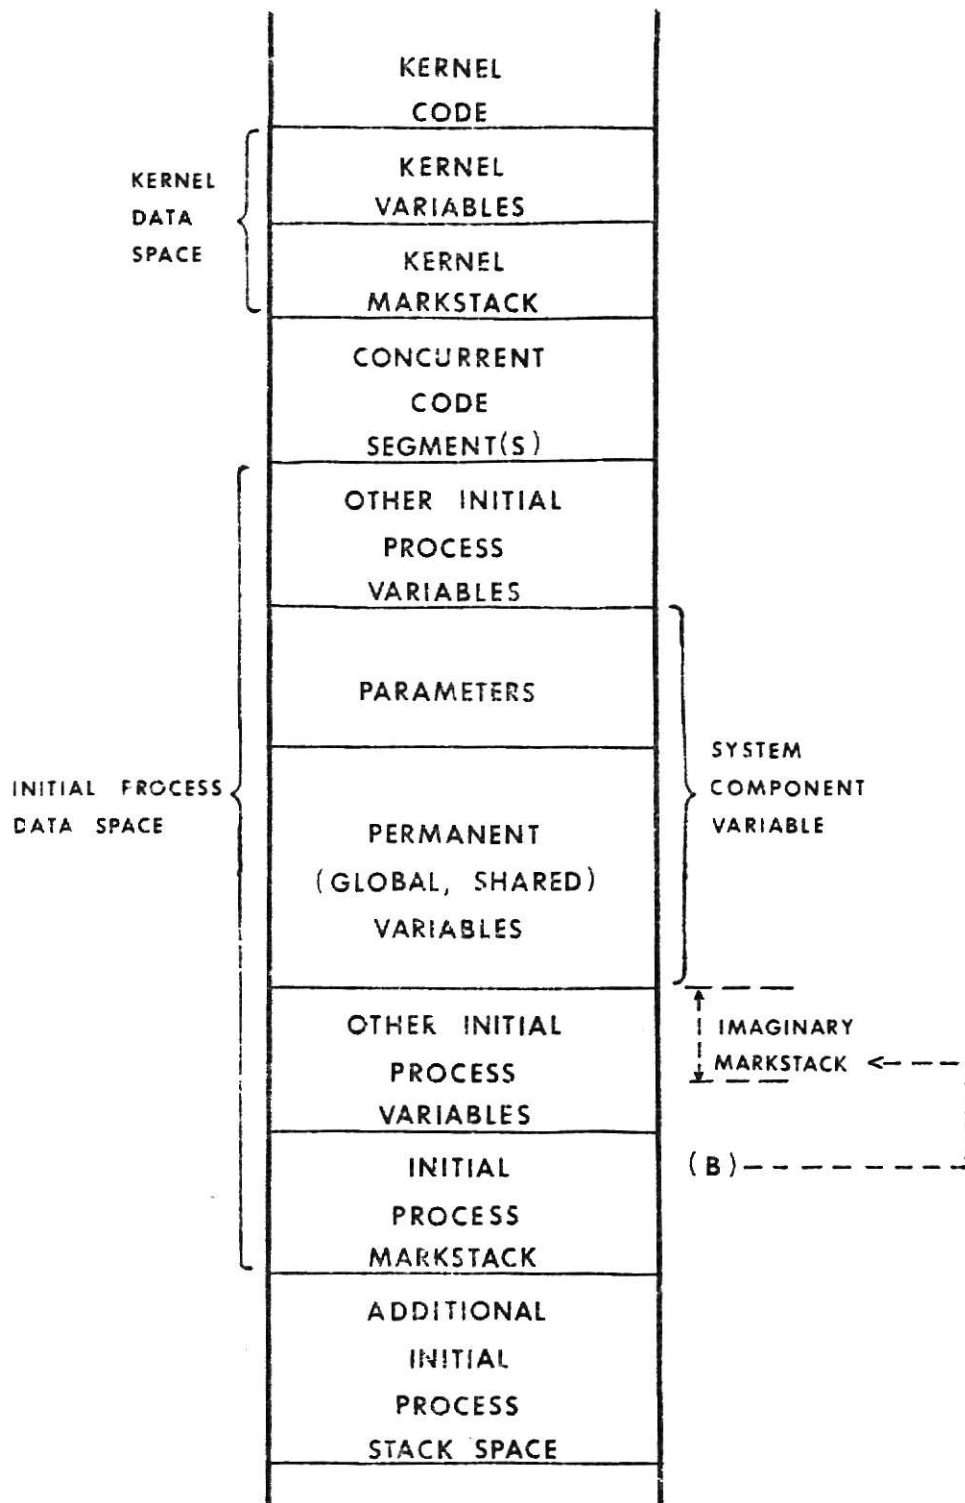 KERNEL
CODE
KERNEL
DATA
SPACE
KERNEL
VARIABLES
KERNEL
MARKSTACK
CONCURRENT
CODE
SEGMENT(S)
OTHER INITIAL
PROCESS
VARIABLES
PARAMETERS
INITIAL PROCESS
DATA SPACE
SYSTEM
COMPONENT
VARIABLE
PERMANENT
(GLOBAL, SHARED)
VARIABLES
OTHER INITIAL
PROCESS
VARIABLES
IMAGINARY
MARKSTACK
INITIAL
PROCESS
MARKSTACK
(B)
ADDITIONAL
INITIAL
PROCESS
STACK SPACE